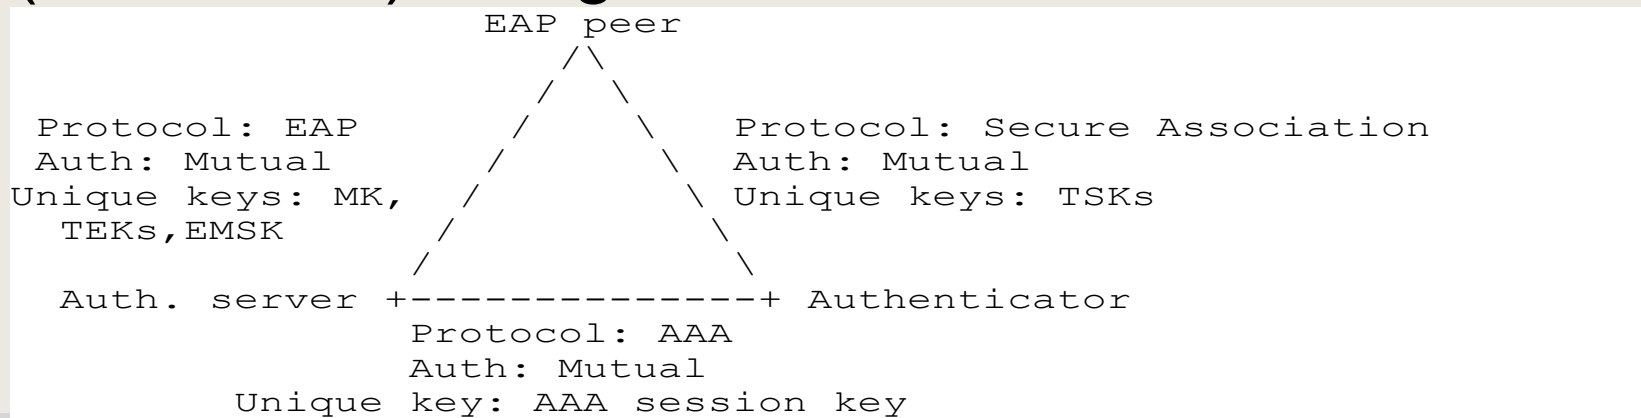 EAP peer
Protocol: EAP
Auth: Mutual
Unique keys: MK,
TEKs,EMSK
Protocol: Secure Association
Auth: Mutual
Unique keys: TSKs
Auth. server +--------------+ Authenticator
Protocol: AAA
Auth: Mutual
Unique key: AAA session key